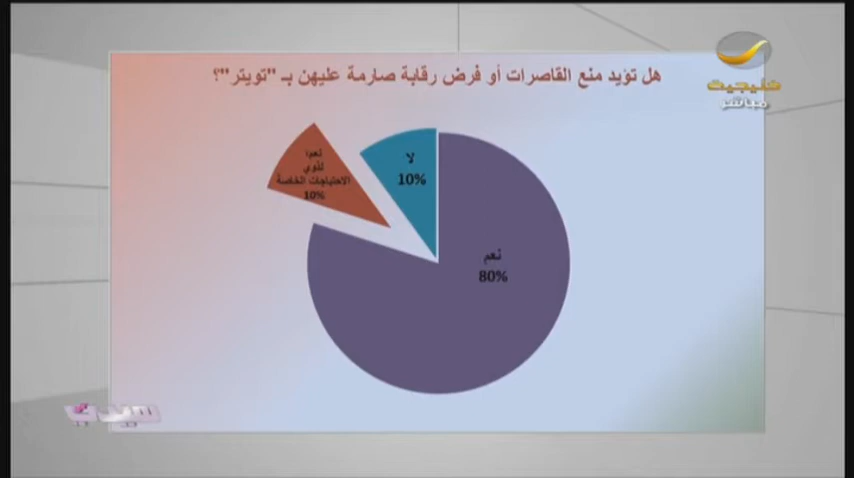 هل تؤيد منع القاصرات أو فرض رقابة صارمة عليهن بـ "تويتر"؟
خليجية
مباشر
لا
10%
نعم؛
لذوي
الاحتياجات الخاصة
10%
نعم
80%
سيدتي